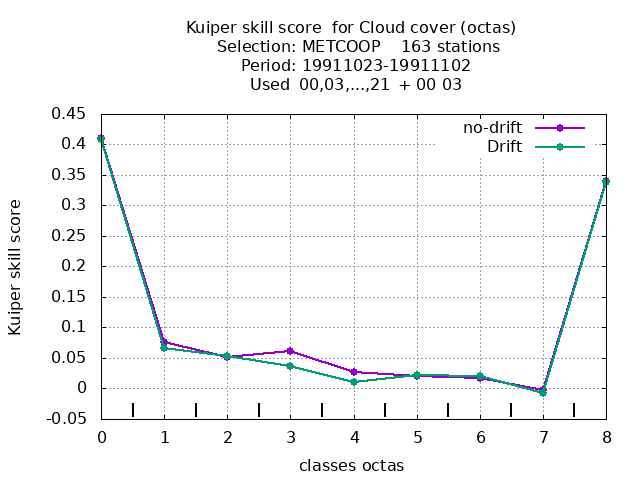 Kuiper skill score  for Cloud cover (octas)
Selection: METCOOP    163 stations
Period: 19911023-19911102
Used  00,03,...,21  + 00 03
no-drift
Drift
Kuiper skill score
0.45
0.4
0.35
0.3
0.25
0.2
0.15
0.1
0.05
0
-0.05
0 1 2 3 4 5 6 7 8
classes octas